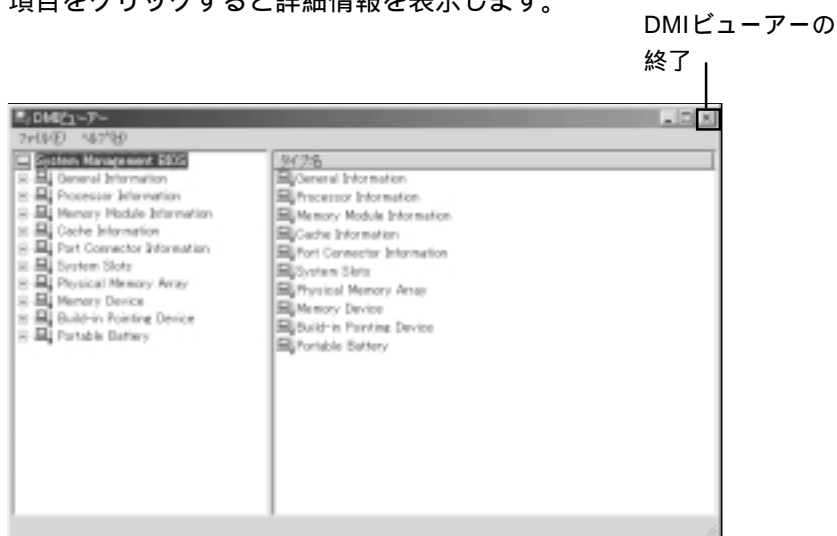 項目をクリックすると詳細情報を表示します。
DMIビューアーの
終了
DMIビューアー
ファイル(F) ヘルプ(H)
System Management BIOS
General Information
Processor Information
Memory Module Information
Cache Information
Port Connector Information
System Slots
Physical Memory Array
Memory Device
Build-in Pointing Device
Portable Battery
タイプ名
General Information
Processor Information
Memory Module Information
Cache Information
Port Connector Information
System Slots
Physical Memory Array
Memory Device
Build-in Pointing Device
Portable Battery